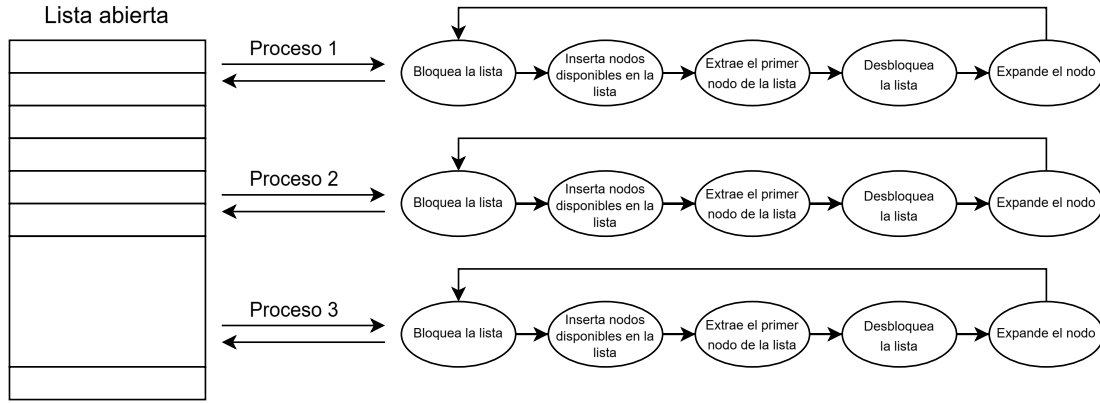 Lista abierta
Proceso 1
Bloquea la lista
Inserta nodos
disponibles en la
lista
Extrae el primer
nodo de la lista
Desbloquea
la lista
Expande el nodo
Proceso 2
Bloquea la lista
Inserta nodos
disponibles en la
lista
Extrae el primer
nodo de la lista
Desbloquea
la lista
Expande el nodo
Proceso 3
Bloquea la lista
Inserta nodos
disponibles en la
lista
Extrae el primer
nodo de la lista
Desbloquea
la lista
Expande el nodo